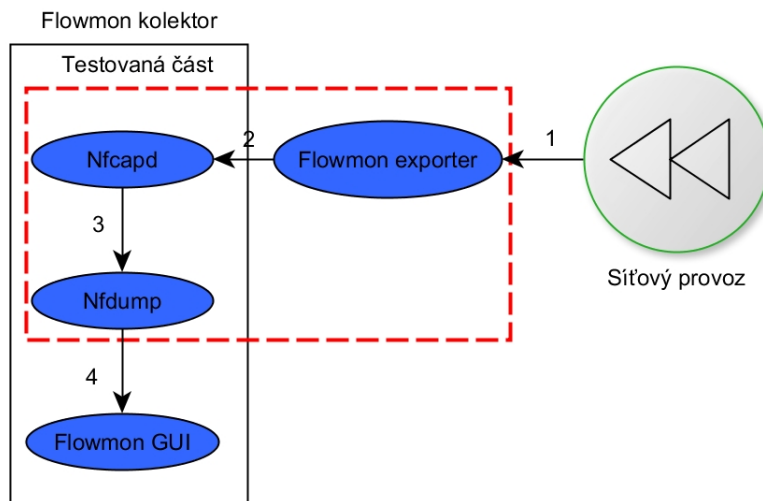 Flowmon kolektor
Testovaná část
Nfcapd
2
Flowmon exporter
1
3
Síťový provoz
Nfdump
4
Flowmon GUI